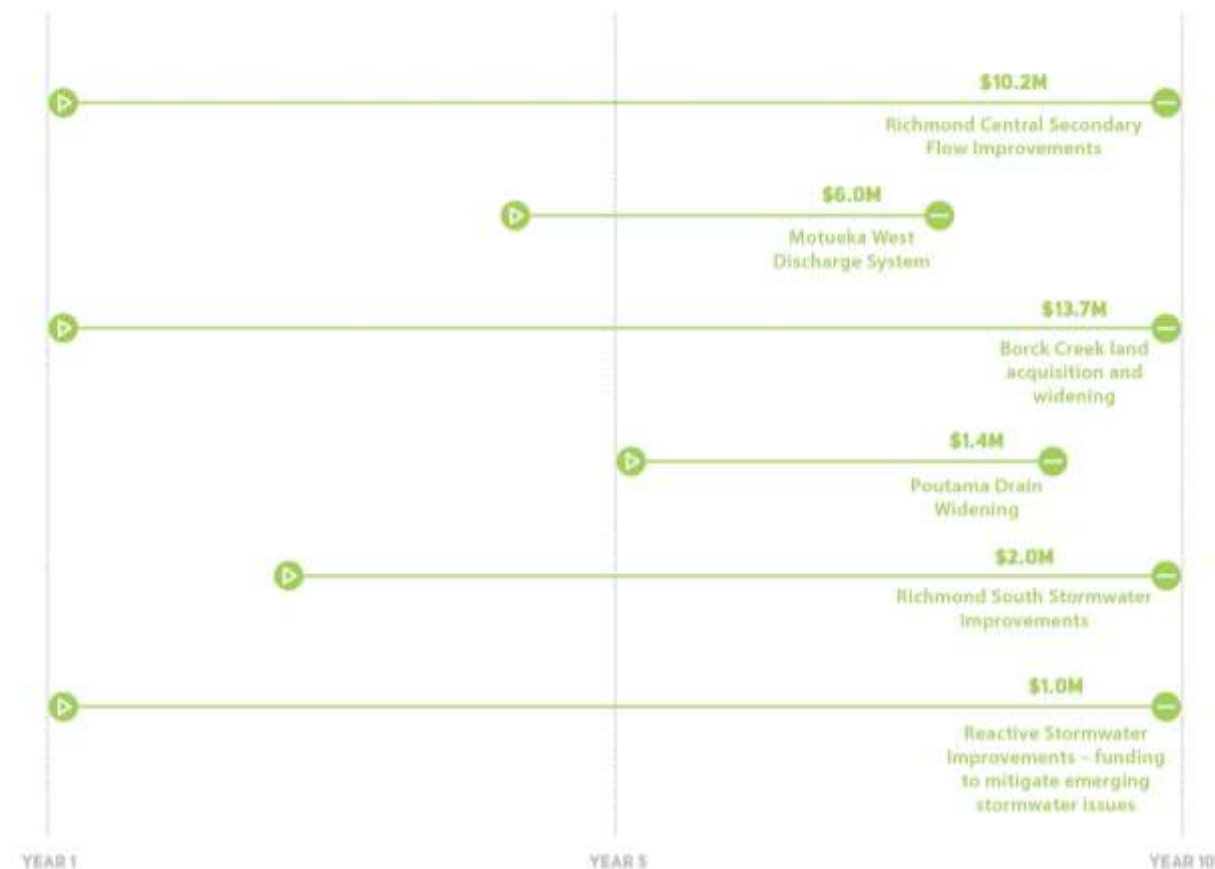 $10.2M
Richmond Central Secondary
Flow Improvements
$6.0M
Motueka West
Discharge System
$13.7M
Borck Creek land
acquisition and
widening
$1.4M
Poutama Drain
Widening
$2.0M
Richmond South Stormwater
Improvements
$1.0M
Reactive Stormwater
Improvements – funding
to mitigate emerging
stormwater issues
YEAR 1 YEAR 5 YEAR 10